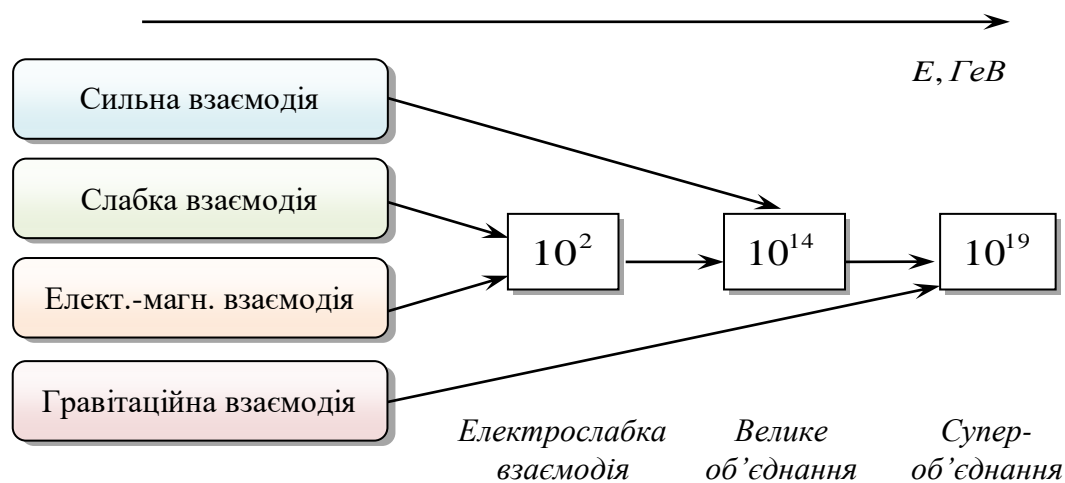 E, ГеВ
Сильна взаємодія
Слабка взаємодія
Елект.-магн. взаємодія
Гравітаційна взаємодія
10²
10¹⁴
10¹⁹
Електрослабка
взаємодія
Велике
об’єднання
Супер-
об’єднання